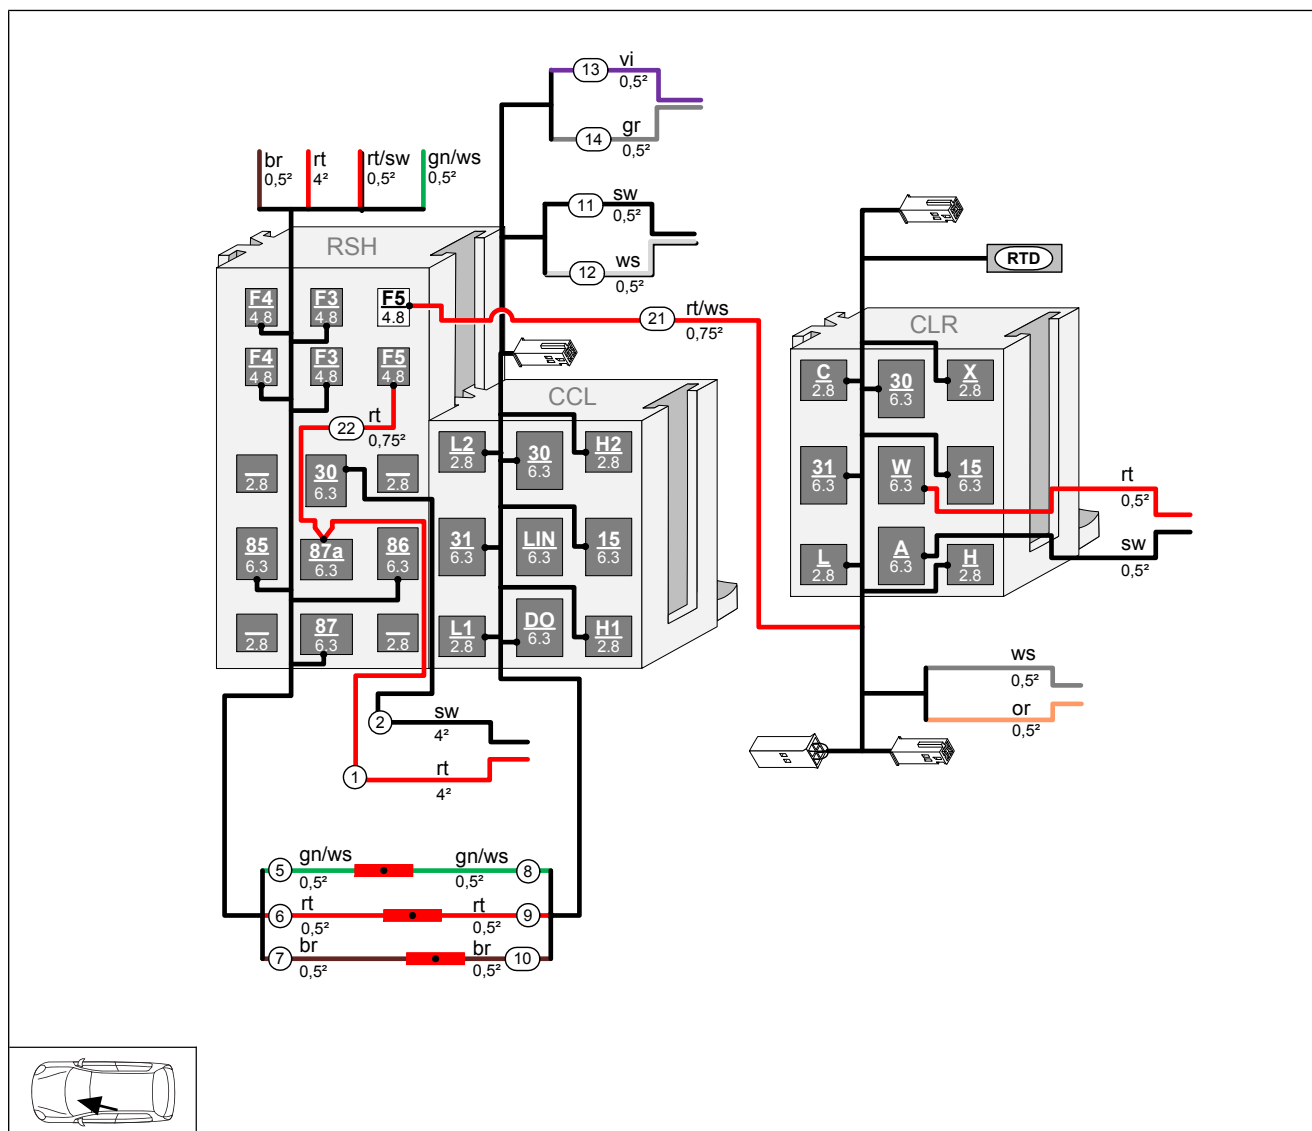 13
vi
0,5²
14
gr
0,5²
br
0,5²
rt
4²
rt/sw
0,5²
gn/ws
0,5²
11
sw
0,5²
12
ws
0,5²
RTD
RSH
F4
4.8
F3
4.8
F5
4.8
21
rt/ws
0,75²
CLR
F4
4.8
F3
4.8
F5
4.8
22
rt
0,75²
CCL
C
2.8
30
6.3
X
2.8
2.8
30
6.3
2.8
L2
2.8
30
6.3
H2
2.8
31
6.3
W
6.3
15
6.3
rt
0,5²
85
6.3
87a
6.3
86
6.3
31
6.3
LIN
6.3
15
6.3
L
2.8
A
6.3
H
2.8
sw
0,5²
2.8
87
6.3
2.8
L1
2.8
DO
6.3
H1
2.8
ws
0,5²
or
0,5²
2
sw
4²
1
rt
4²
5
gn/ws
0,5²
gn/ws
0,5²
8
6
rt
0,5²
rt
0,5²
9
7
br
0,5²
br
0,5²
10